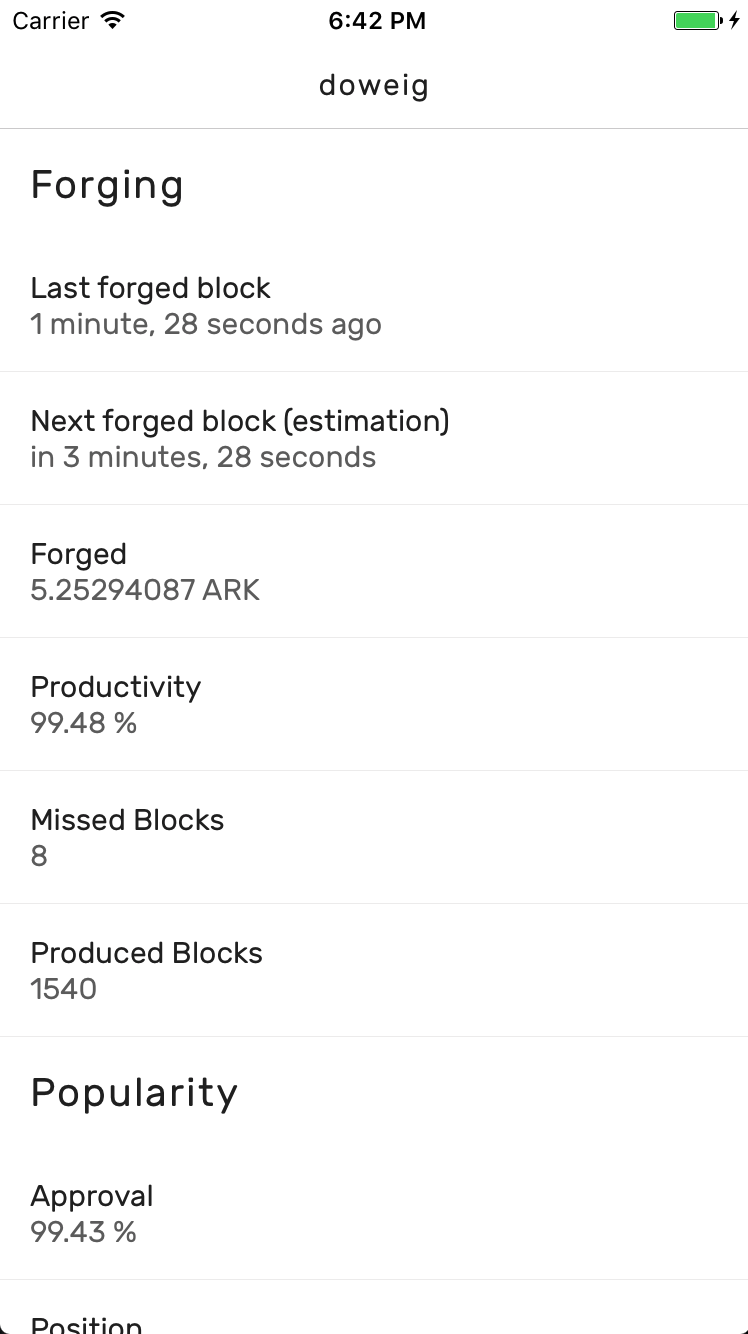 Carrier 6:42 PM
doweig
Forging
Last forged block
1 minute, 28 seconds ago
Next forged block (estimation)
in 3 minutes, 28 seconds
Forged
5.25294087 ARK
Productivity
99.48 %
Missed Blocks
8
Produced Blocks
1540
Popularity
Approval
99.43 %
Position